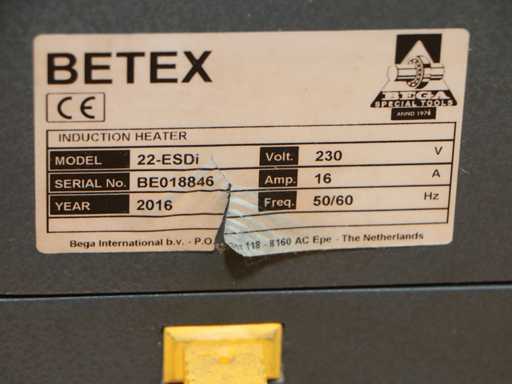 BETEX
BEGA
SPECIAL TOOLS
ANNO 1978
CE
INDUCTION HEATER
MODEL 22-ESDi Volt. 230 V
SERIAL No. BE018846 Amp. 16 A
YEAR 2016 Freq. 50/60 Hz
Bega International b.v. - P.O. 118 - 8160 AC Epe - The Netherlands